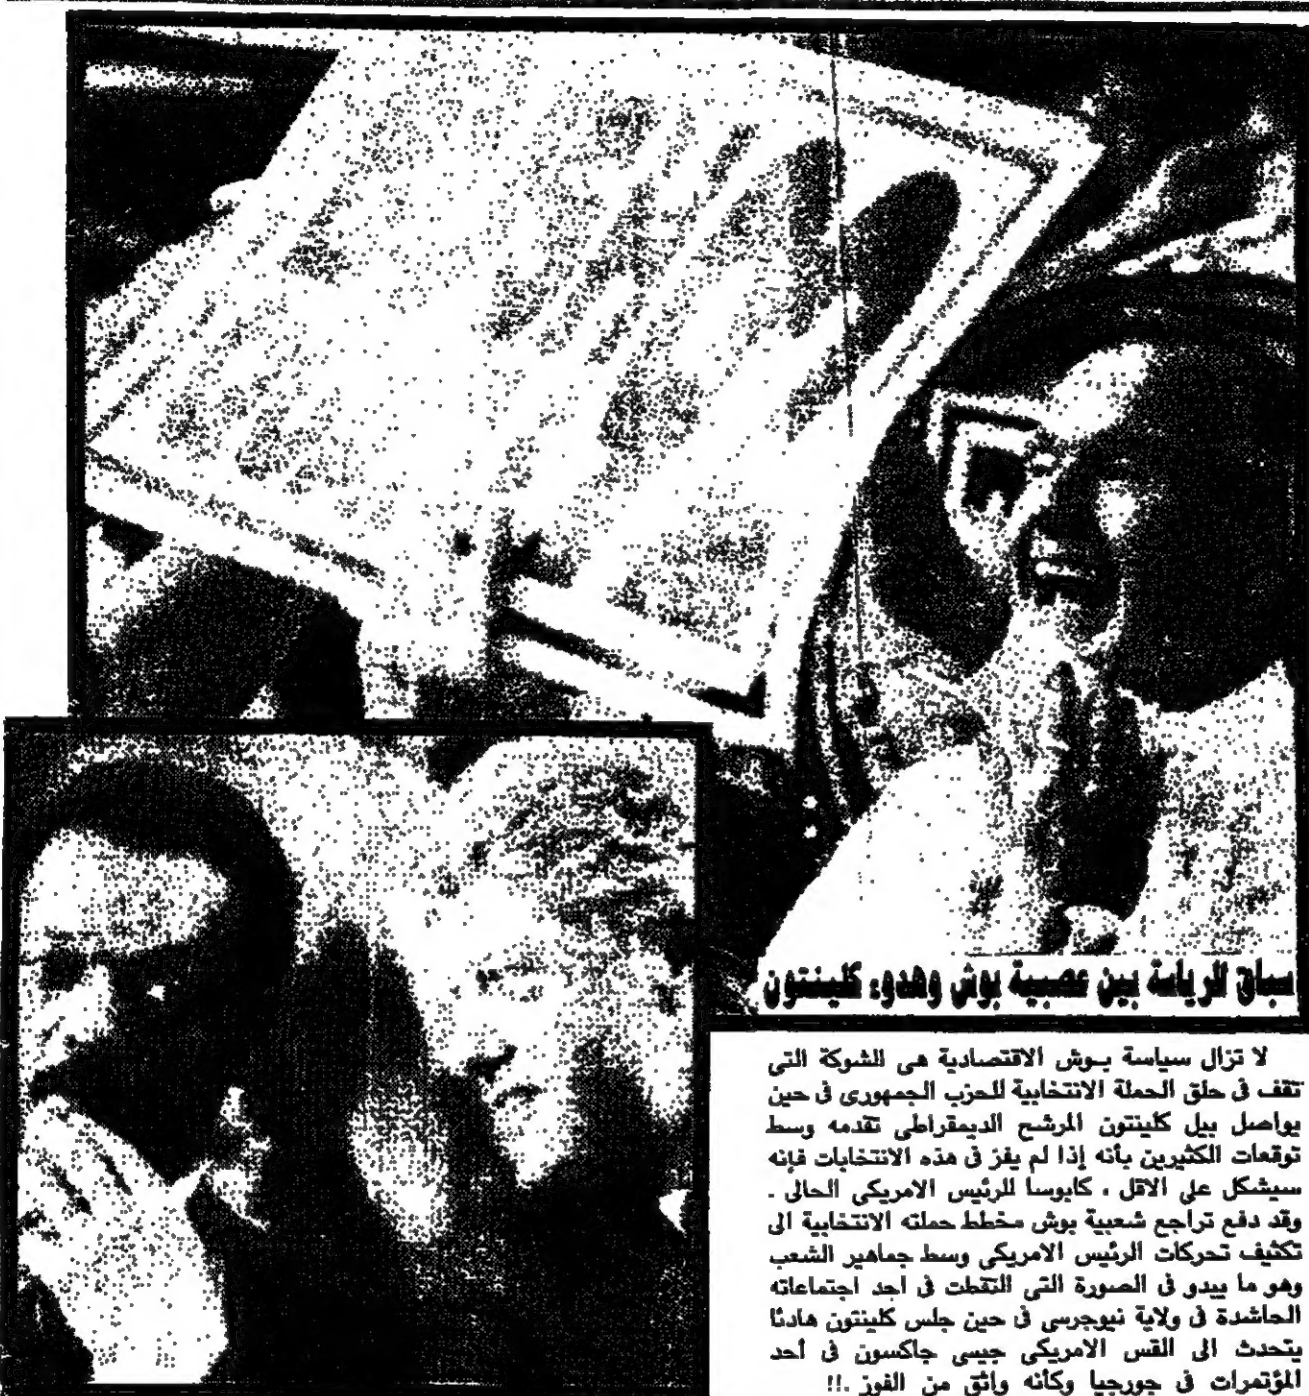 سباق للرياسة بين عصبية بوش وهدوء كلينتون
لا تزال سياسة بوش الاقتصادية هى الشوكة التى
تقف فى حلق الحملة الانتخابية للحزب الجمهورى فى حين
يواصل بيل كلينتون المرشح الديمقراطى تقدمه وسط
توقعات الكثيرين بأنه إذا لم يفز فى هذه الانتخابات فإنه
سيشكل على الاقل ، كابوسا للرئيس الامريكى الحالى .
وقد دفع تراجع شعبية بوش مخطط حملته الانتخابية الى
تكثيف تحركات الرئيس الامريكى وسط جماهير الشعب
وهو ما يبدو فى الصورة التى التقطت فى احد اجتماعاته
الحاشدة فى ولاية نيوجرسى فى حين جلس كلينتون هادئا
يتحدث الى القس الامريكى جيسى جاكسون فى أحد
المؤتمرات فى جورجيا وكأنه واثق من الفوز .!!